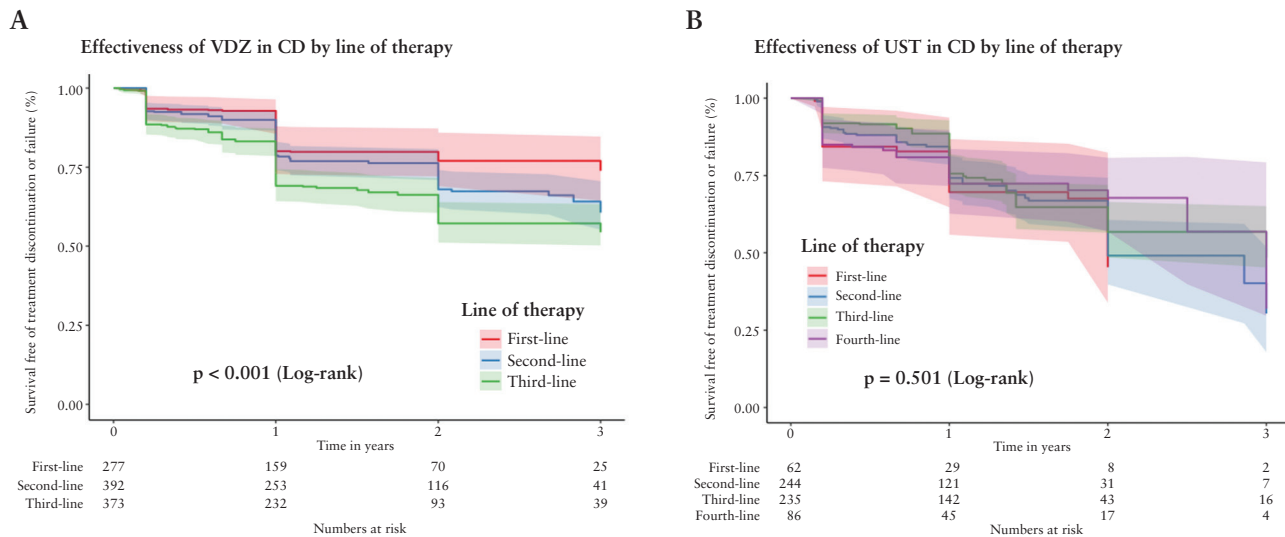 A
Effectiveness of VDZ in CD by line of therapy
Survival free of treatment discontinuation or failure (%)
1.00
0.75
0.50
0.25
0.00
Line of therapy
First-line
Second-line
Third-line
p < 0.001 (Log-rank)
0 1 2 3
Time in years
First-line 277 159 70 25
Second-line 392 253 116 41
Third-line 373 232 93 39
Numbers at risk
B
Effectiveness of UST in CD by line of therapy
Survival free of treatment discontinuation or failure (%)
1.00
0.75
0.50
0.25
0.00
Line of therapy
First-line
Second-line
Third-line
Fourth-line
p = 0.501 (Log-rank)
0 1 2 3
Time in years
First-line 62 29 8 2
Second-line 244 121 31 7
Third-line 235 142 43 16
Fourth-line 86 45 17 4
Numbers at risk